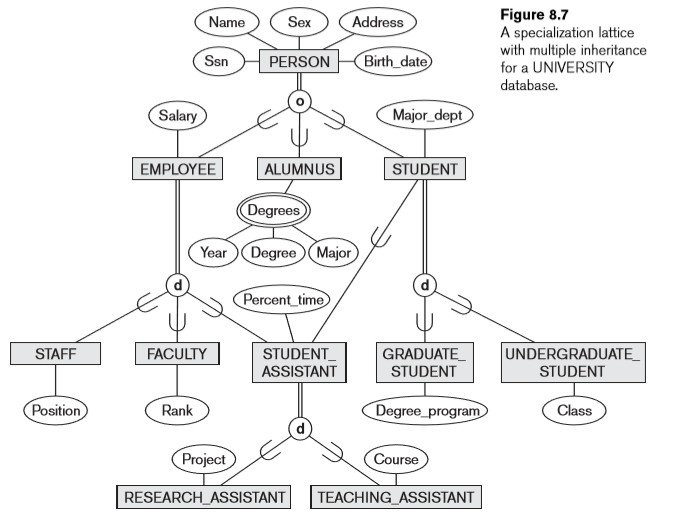 Figure 8.7
A specialization lattice
with multiple inheritance
for a UNIVERSITY
database.
Name
Sex
Address
Ssn
PERSON
Birth_date
o
Salary
Major_dept
EMPLOYEE
ALUMNUS
STUDENT
Degrees
Year
Degree
Major
d
d
Percent_time
STAFF
FACULTY
STUDENT_
ASSISTANT
GRADUATE_
STUDENT
UNDERGRADUATE_
STUDENT
Position
Rank
Degree_program
Class
d
Project
Course
RESEARCH_ASSISTANT
TEACHING_ASSISTANT